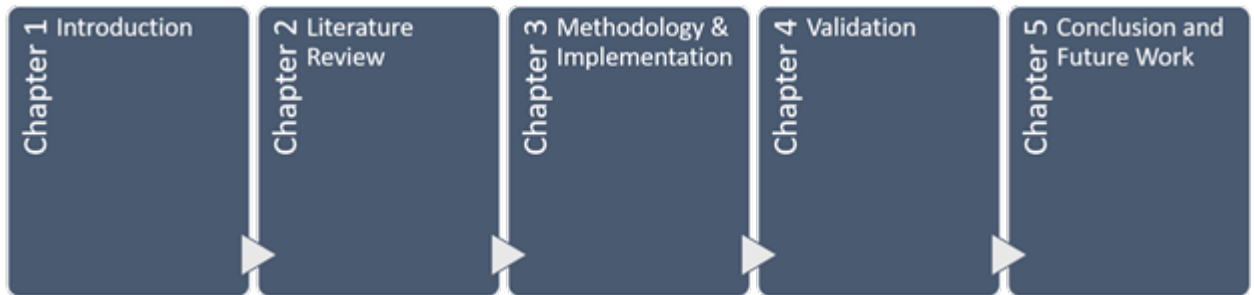 Chapter 1
Introduction
Chapter 2
Literature
Review
Chapter 3
Methodology &
Implementation
Chapter 4
Validation
Chapter 5
Conclusion and
Future Work